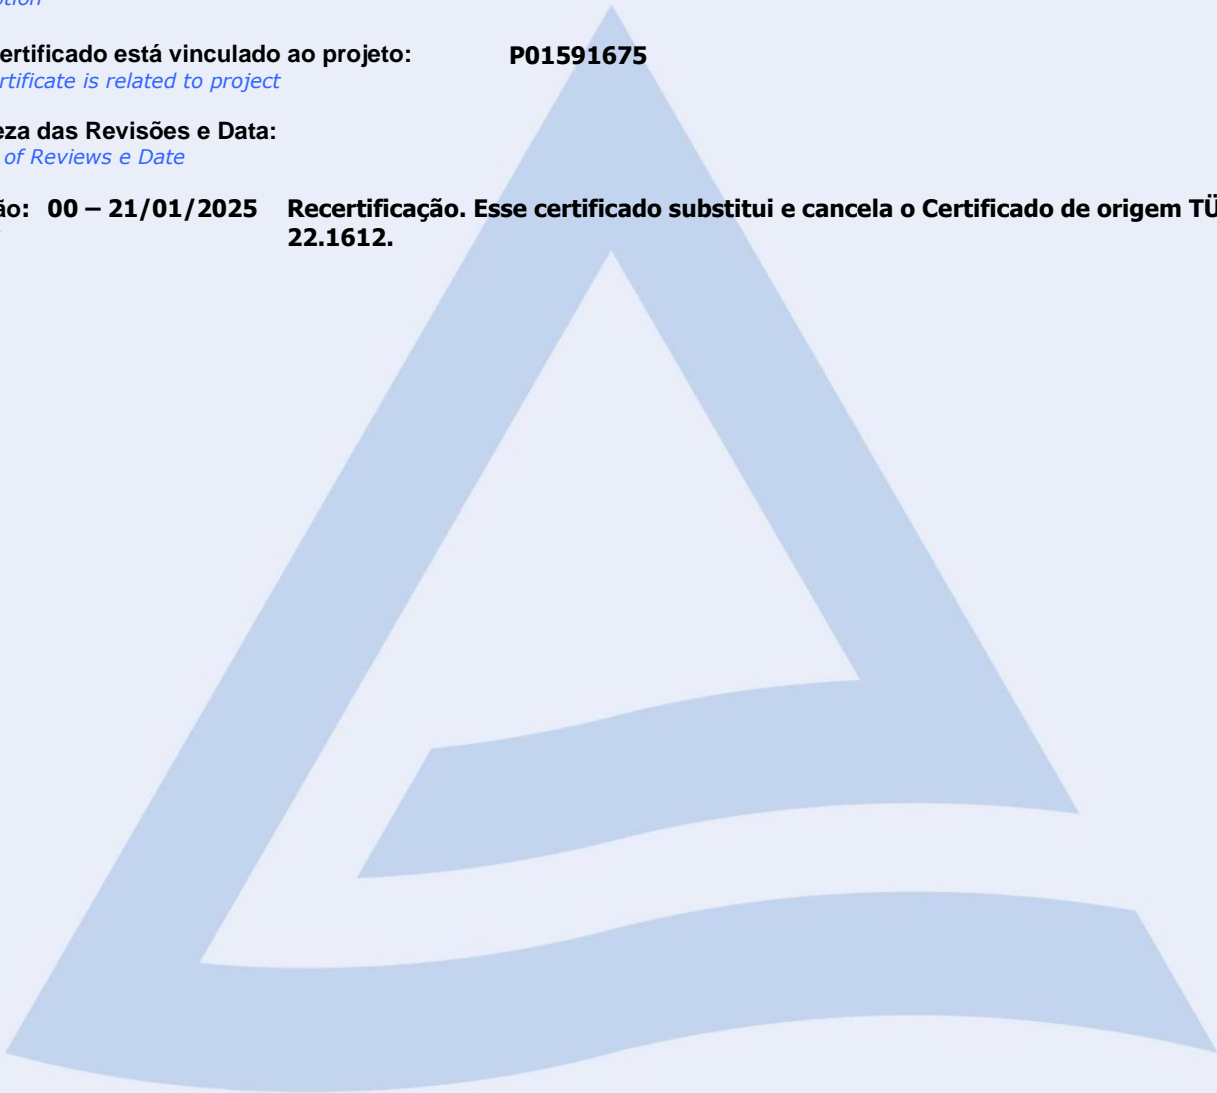 ertificado está vinculado ao projeto: P01591675
rtificate is related to project
eza das Revisões e Data:
of Reviews e Date
ão: 00 – 21/01/2025 Recertificação. Esse certificado substitui e cancela o Certificado de origem TÜ
22.1612.